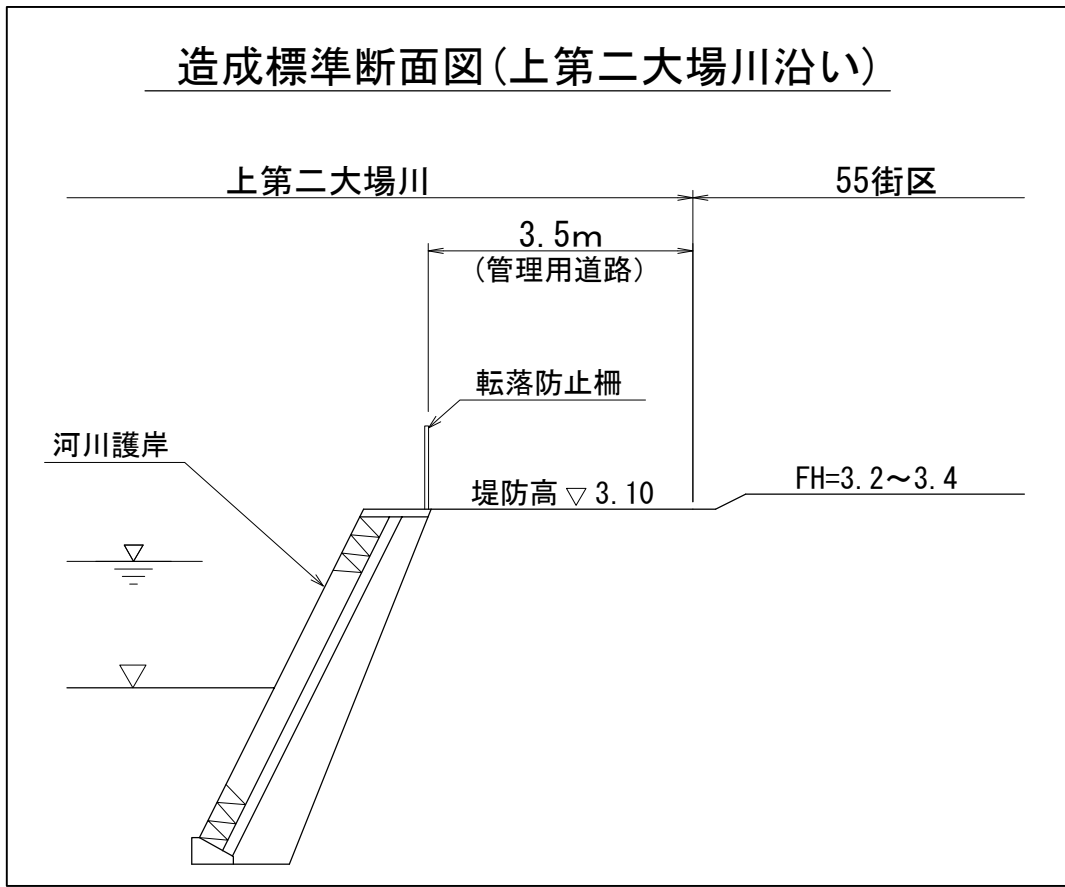 造成標準断面図(上第二大場川沿い)
上第二大場川
55街区
3.5m
(管理用道路)
転落防止柵
河川護岸
堤防高▽3.10
FH=3.2～3.4